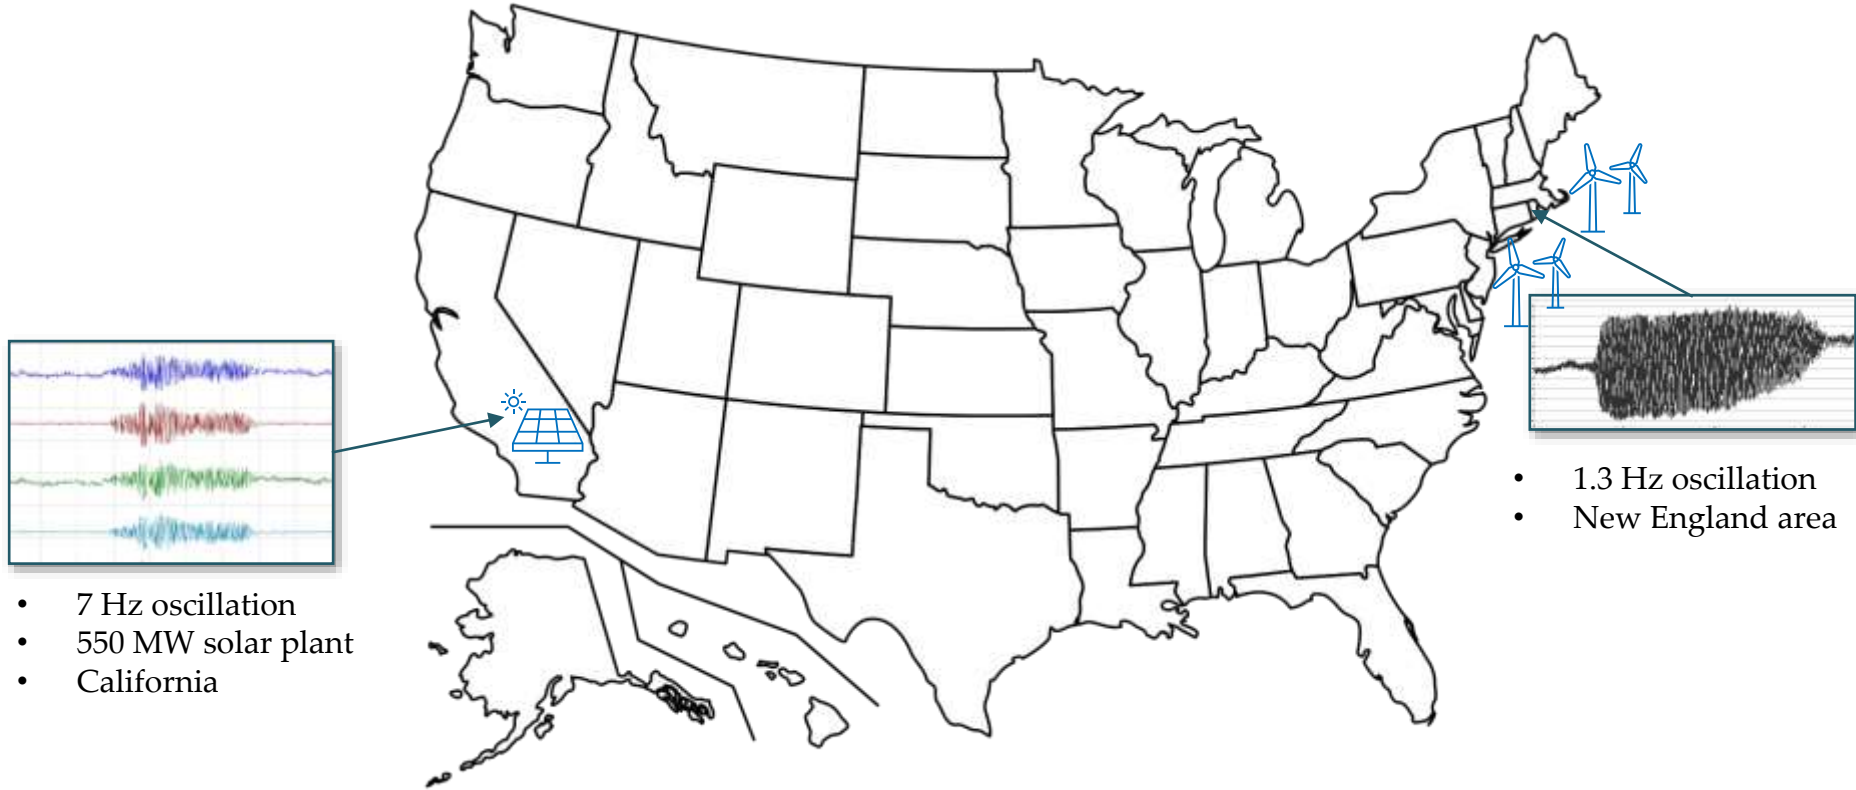 • 7 Hz oscillation
• 550 MW solar plant
• California
• 1.3 Hz oscillation
• New England area